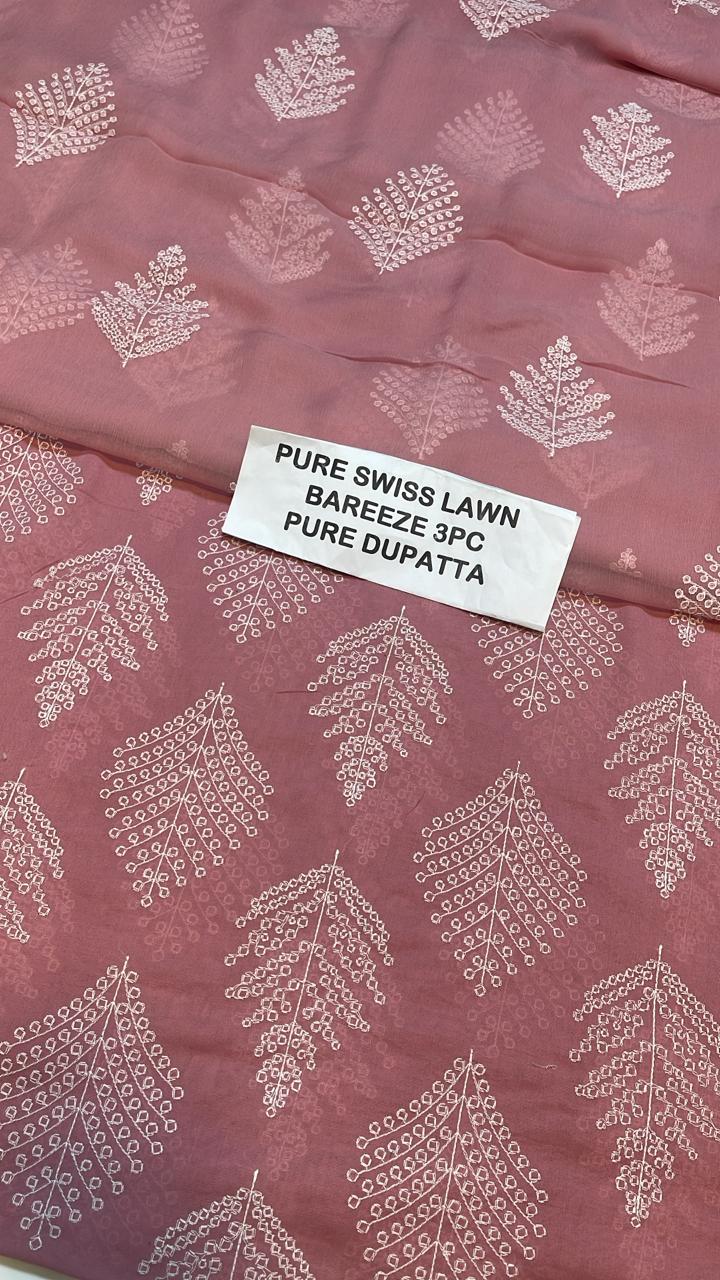 PURE SWISS LAWN
BAREEZE 3PC
PURE DUPATTA